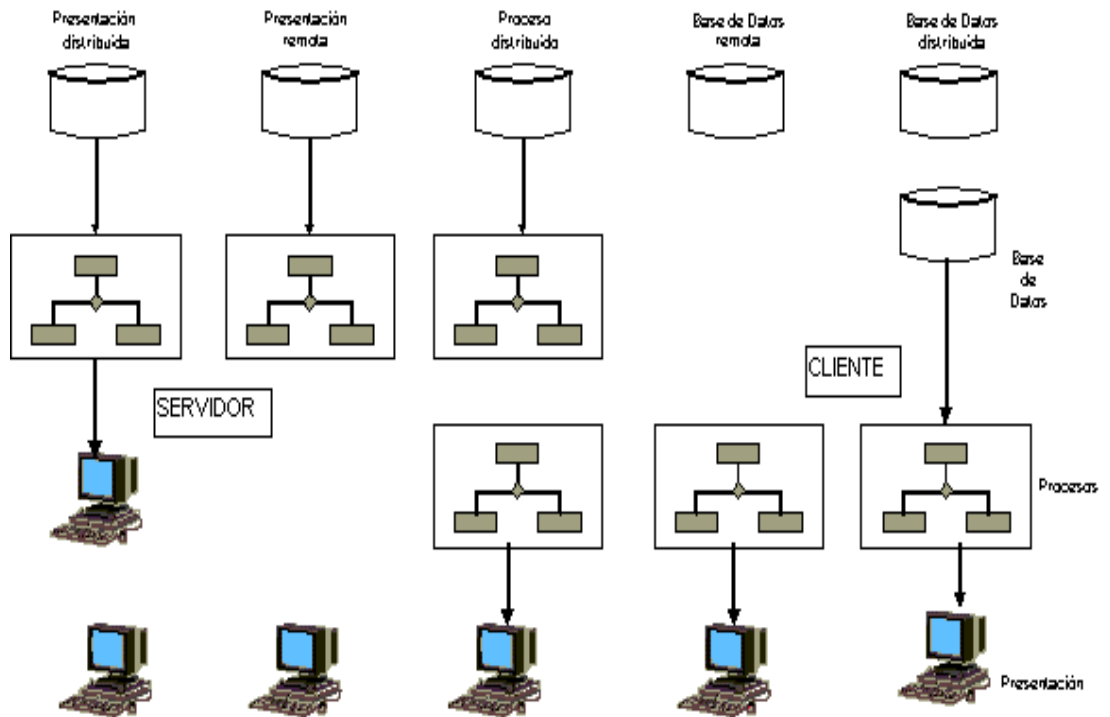 Presentación
distribuida
Presentación
remota
Proceso
distribuido
Base de Datos
remota
Base de Datos
distribuida
Base
de
Datos
CLIENTE
SERVIDOR
Procesos
Presentación